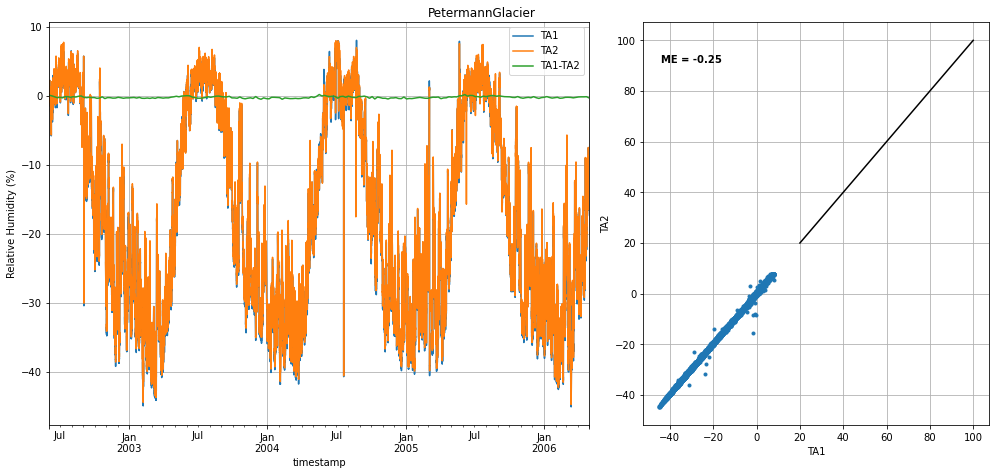 PetermannGlacier
TA1
TA2
TA1-TA2
Relative Humidity (%)
10
0
−10
−20
−30
−40
Jul
Jan
2003
Jul
Jan
2004
Jul
Jan
2005
Jul
Jan
2006
timestamp
ME = -0.25
TA2
100
80
60
40
20
0
−20
−40
−40
−20
0
20
40
60
80
100
TA1